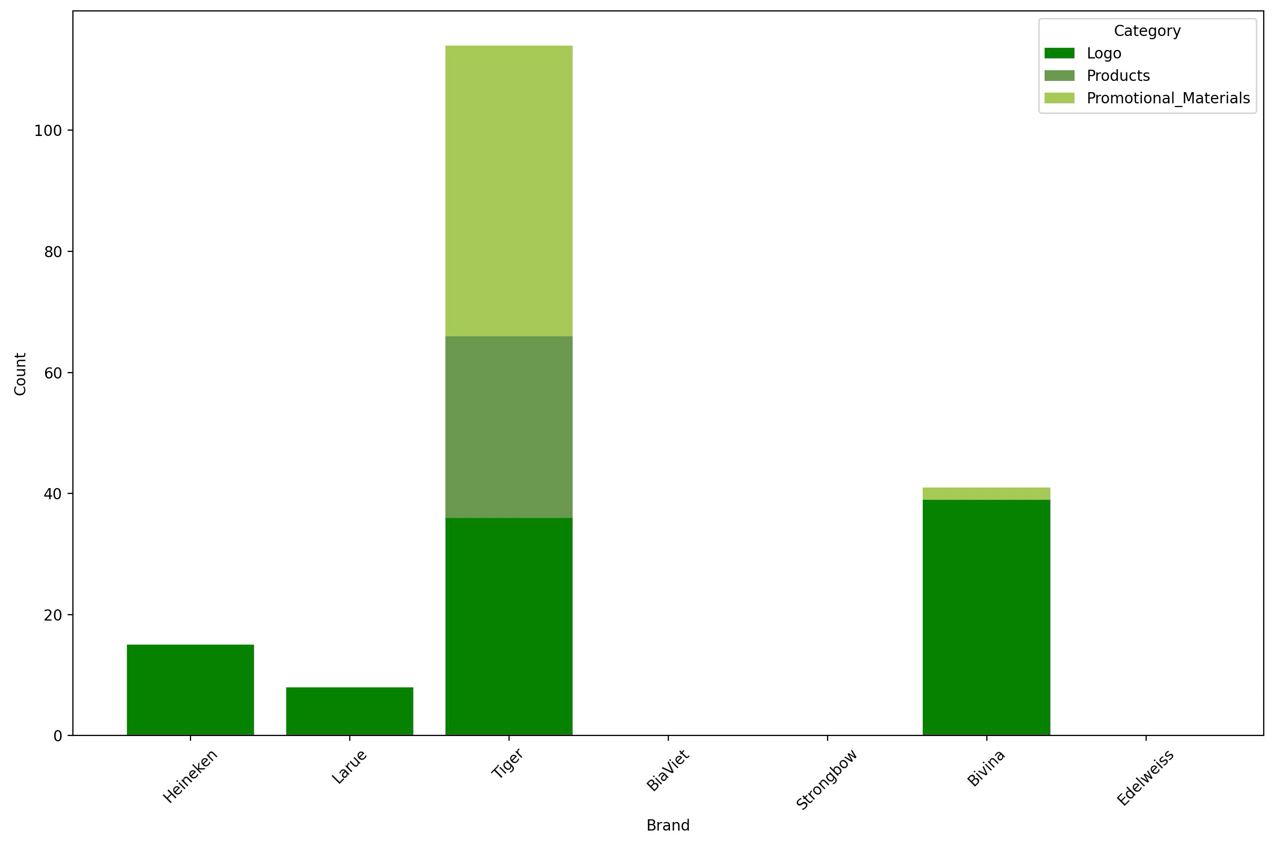 Category
Logo
Products
Promotional_Materials
Count
100
80
60
40
20
0
Heineken
Larue
Tiger
BiaViet
Strongbow
Bivina
Edelweiss
Brand